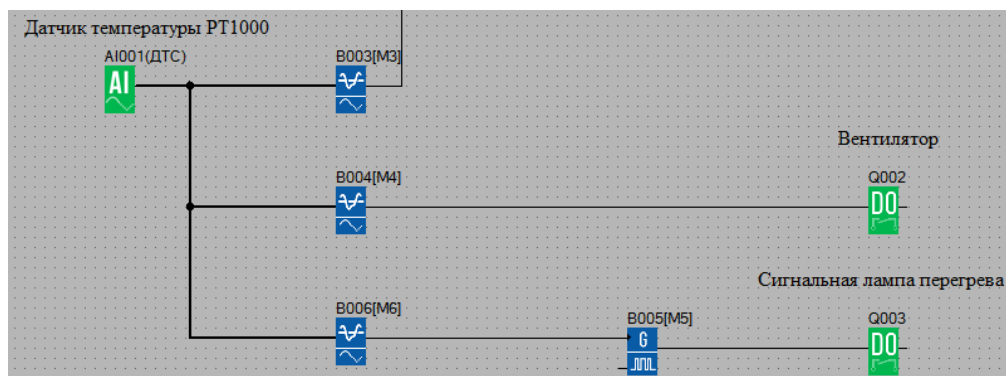 Датчик температуры PT1000
AI001(ДТС)
B003[M3]
AI
Вентилятор
B004[M4]
Q002
DO
Сигнальная лампа перегрева
B006[M6]
B005[M5]
Q003
G
DO